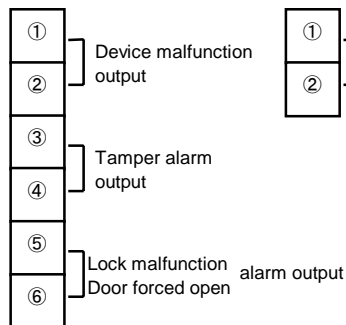 ①
Device malfunction
output
②
③
Tamper alarm
output
④
⑤
Lock malfunction
Door forced open
alarm output
⑥
①
②